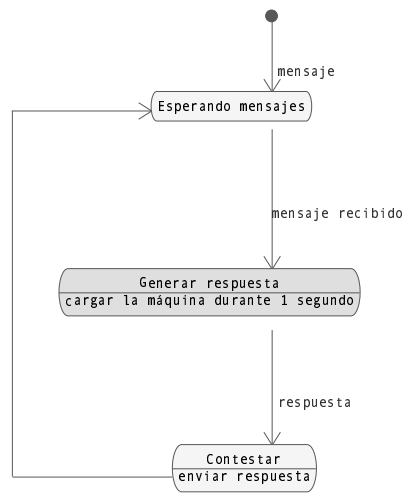 mensaje
Esperando mensajes
mensaje recibido
Generar respuesta
cargar la máquina durante 1 segundo
respuesta
Contestar
enviar respuesta